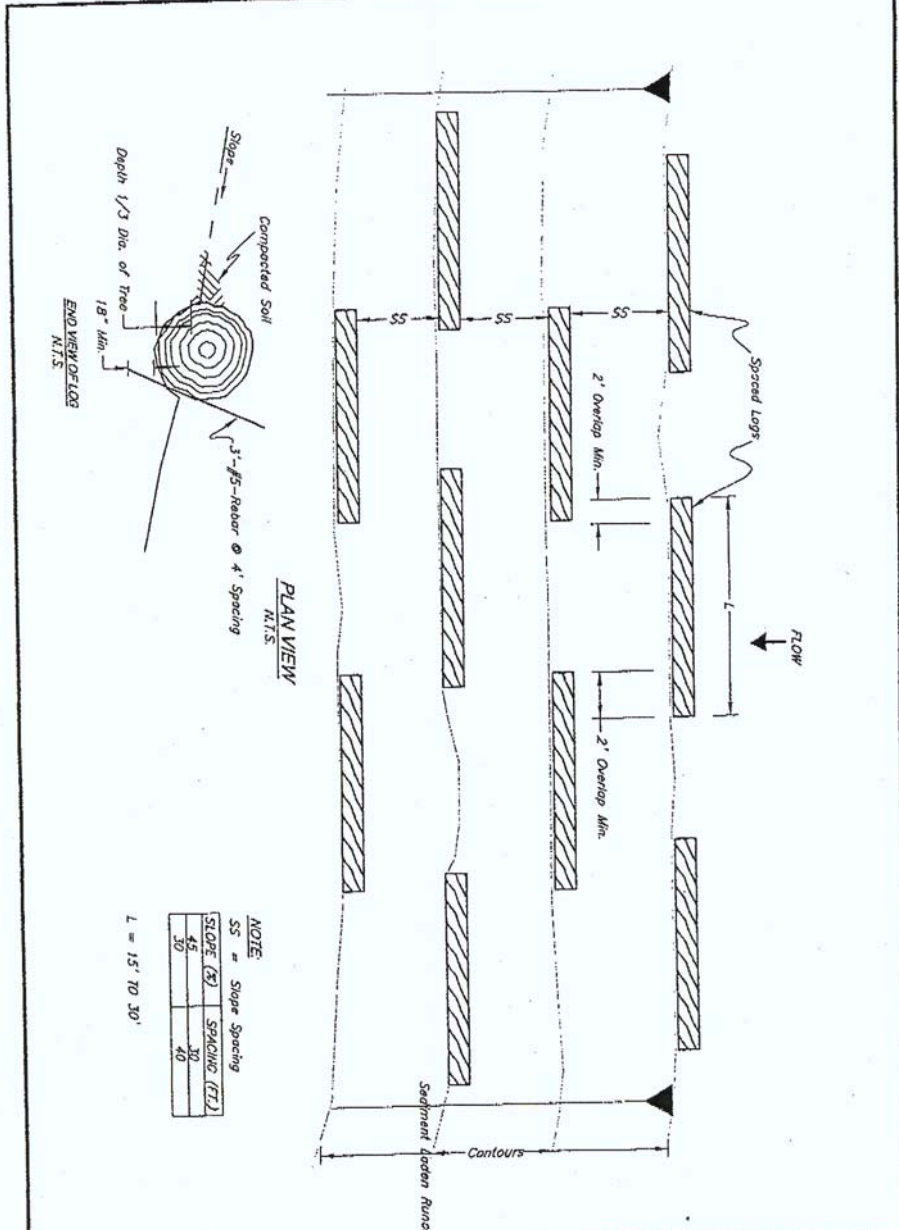 FLOW
Spaced Logs
L
SS
SS
SS
2' Overlap Min.
2' Overlap Min.
Contours
Sediment Laden Runo
PLAN VIEW
N.T.S.
Slope
Compacted Soil
Depth 1/3 Dia. of Tree
18" Min.
3'-#5-Rebar @ 4' Spacing
END VIEW OF LOG
N.T.S.
NOTE:
SS = Slope Spacing
SLOPE (%) SPACING (FT.)
45 30
30 40
L = 15' TO 30'